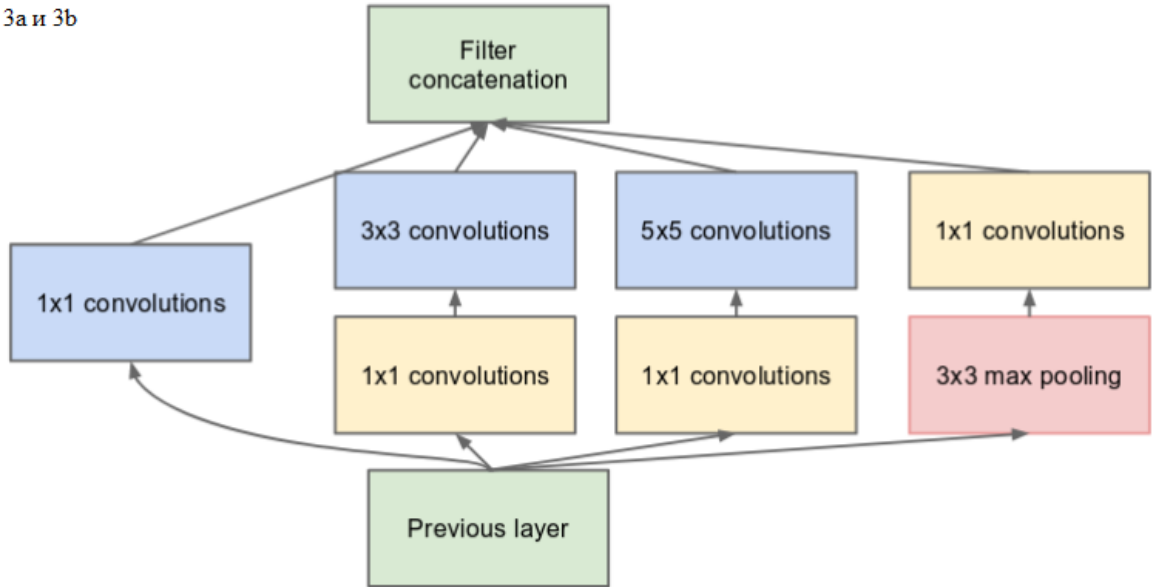 3a и 3b
Filter
concatenation
3x3 convolutions
5x5 convolutions
1x1 convolutions
1x1 convolutions
1x1 convolutions
1x1 convolutions
3x3 max pooling
Previous layer